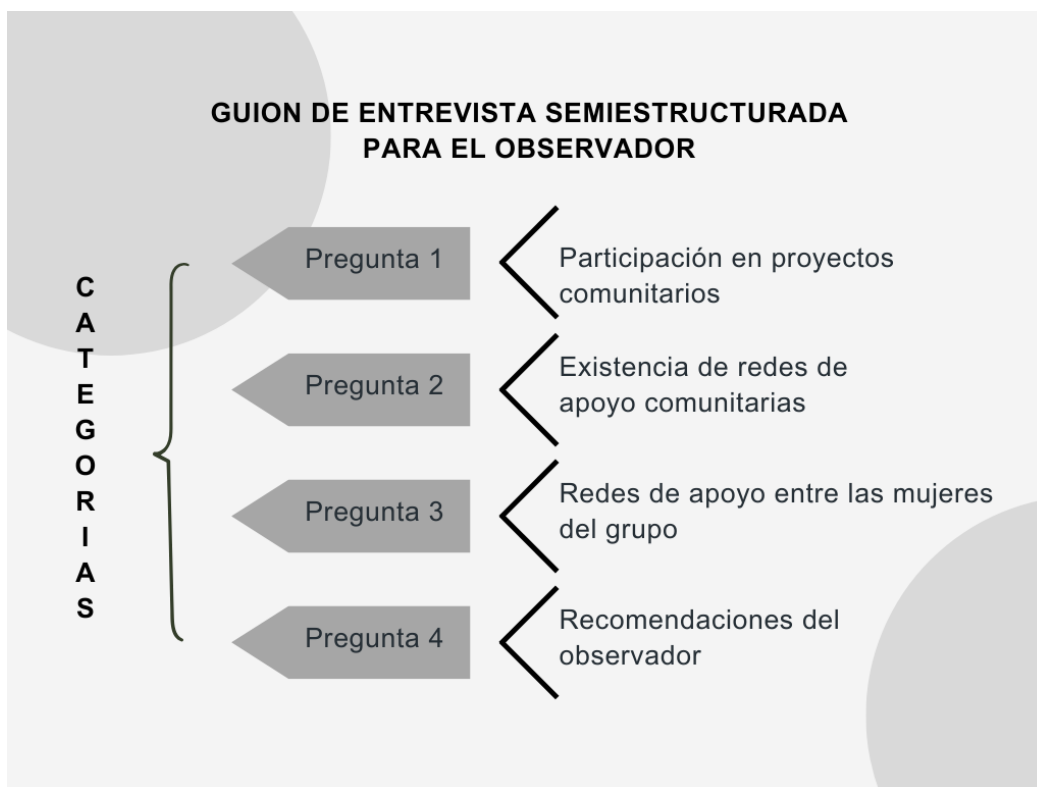 GUION DE ENTREVISTA SEMIESTRUCTURADA
PARA EL OBSERVADOR
CATEGORIAS
Pregunta 1
Participación en proyectos
comunitarios
Pregunta 2
Existencia de redes de
apoyo comunitarias
Pregunta 3
Redes de apoyo entre las mujeres
del grupo
Pregunta 4
Recomendaciones del
observador